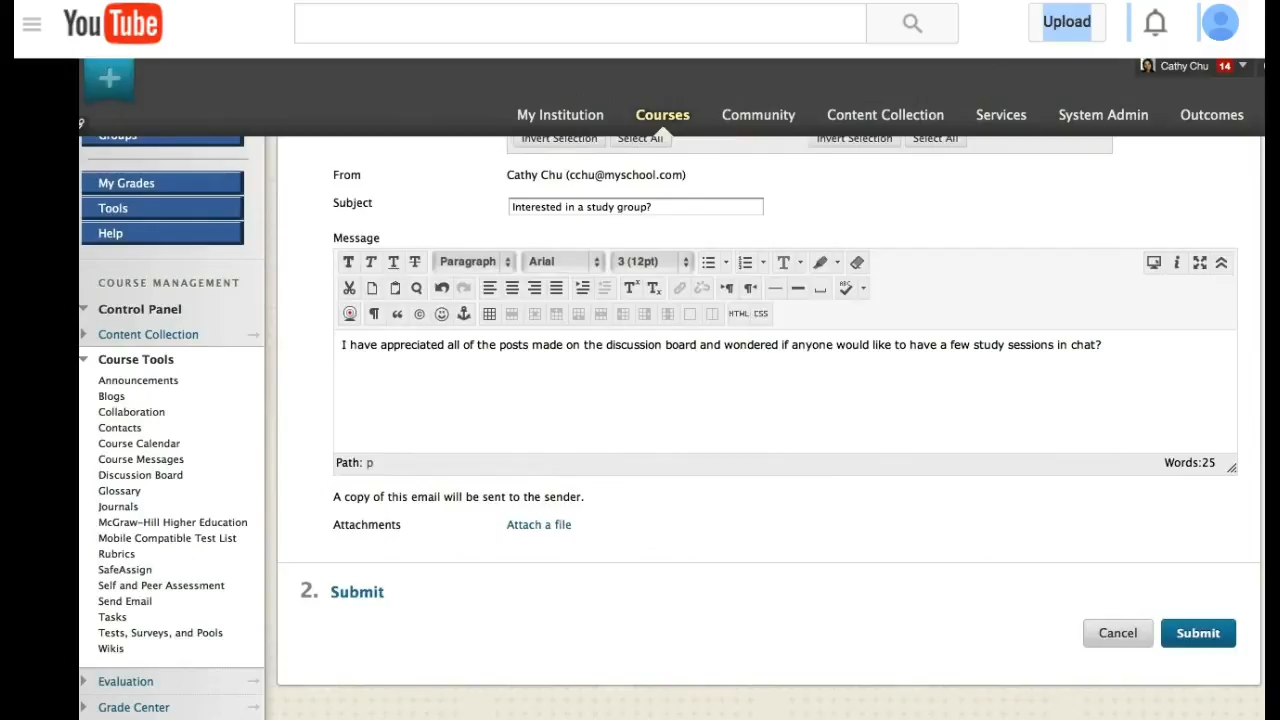 YouTube
Upload
Cathy Chu 14
My Institution Courses Community Content Collection Services System Admin Outcomes
Groups
Invert Selection Select All Invert Selection Select All
My Grades
Tools
Help
COURSE MANAGEMENT
Control Panel
Content Collection
Course Tools
Announcements
Blogs
Collaboration
Contacts
Course Calendar
Course Messages
Discussion Board
Glossary
Journals
McGraw-Hill Higher Education
Mobile Compatible Test List
Rubrics
SafeAssign
Self and Peer Assessment
Send Email
Tasks
Tests, Surveys, and Pools
Wikis
Evaluation
Grade Center
From Cathy Chu (cchu@myschool.com)
Subject Interested in a study group?
Message
T T T T Paragraph Arial 3 (12pt) T
Tx Tx ABC
HTML CSS
I have appreciated all of the posts made on the discussion board and wondered if anyone would like to have a few study sessions in chat?
Path: p Words:25
A copy of this email will be sent to the sender.
Attachments Attach a file
2. Submit
Cancel Submit